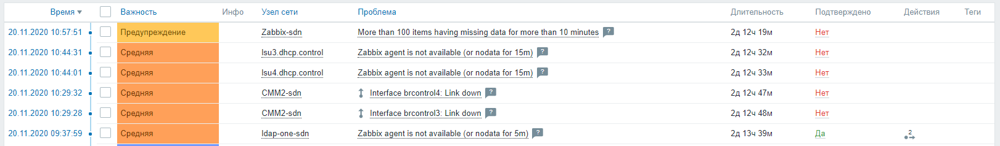 Время Важность Инфо Узел сети Проблема Длительность Подтверждено Действия Теги
20.11.2020 10:57:51 Предупреждение Zabbix-sdn More than 100 items having missing data for more than 10 minutes ? 2д 12ч 19м Нет
20.11.2020 10:44:31 Средняя lsu3.dhcp.control Zabbix agent is not available (or nodata for 15m) ? 2д 12ч 32м Нет
20.11.2020 10:44:01 Средняя lsu4.dhcp.control Zabbix agent is not available (or nodata for 15m) ? 2д 12ч 33м Нет
20.11.2020 10:29:32 Средняя CMM2-sdn Interface brcontrol4: Link down ? 2д 12ч 47м Нет
20.11.2020 10:29:28 Средняя CMM2-sdn Interface brcontrol3: Link down ? 2д 12ч 48м Нет
20.11.2020 09:37:59 Средняя ldap-one-sdn Zabbix agent is not available (or nodata for 5m) ? 2д 13ч 39м Да 2